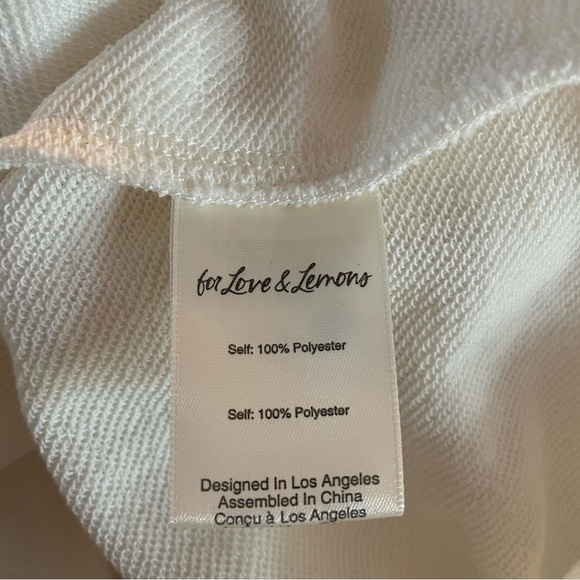 for Love & Lemons
Self: 100% Polyester
Self: 100% Polyester
Designed In Los Angeles
Assembled In China
Conçu à Los Angeles